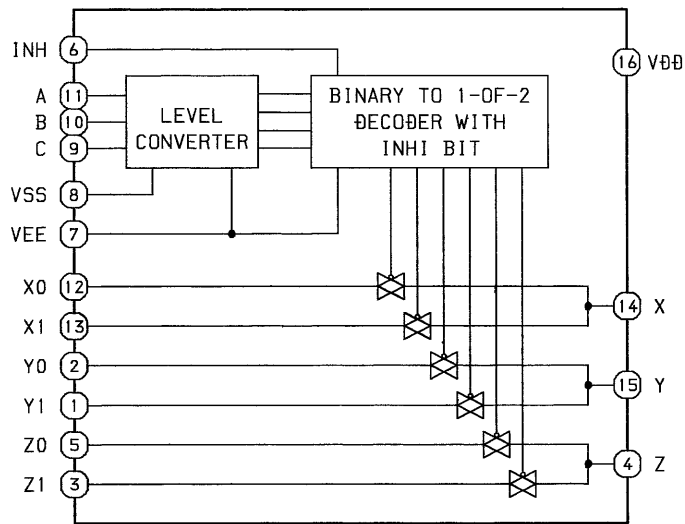 INH 6
16 VDD
A 11
B 10
C 9
LEVEL
CONVERTER
BINARY TO 1-OF-2
DECODER WITH
INHI BIT
VSS 8
VEE 7
X0 12
14 X
X1 13
Y0 2
15 Y
Y1 1
Z0 5
4 Z
Z1 3